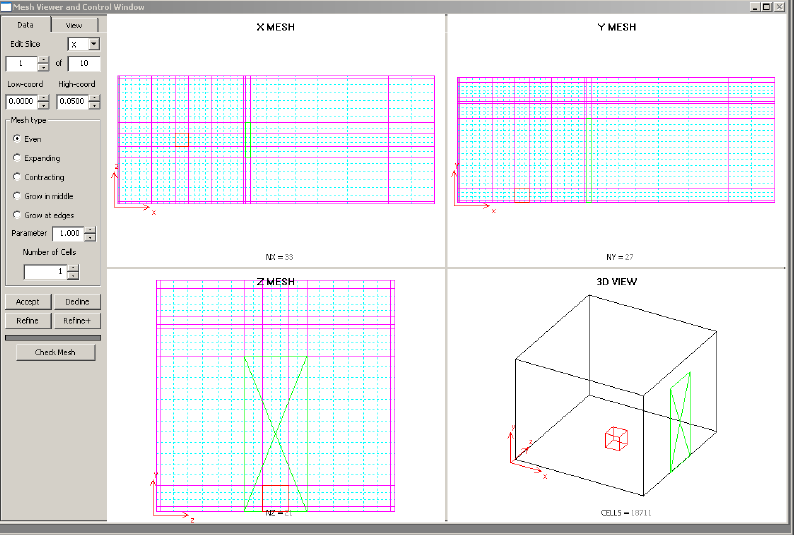 Mesh Viewer and Control Window
Data View
Edit Slice X
1 of 10
Low-coord High-coord
0.0000 0.0500
Mesh type
Even
Expanding
Contracting
Grow in middle
Grow at edges
Parameter 1.000
Number of Cells
1
Accept Decline
Refine Refine+
Check Mesh
X MESH
z
x
NX = 33
Y MESH
y
x
NY = 27
Z MESH
y
z
NZ = 21
3D VIEW
y
z
x
CELLS = 18711